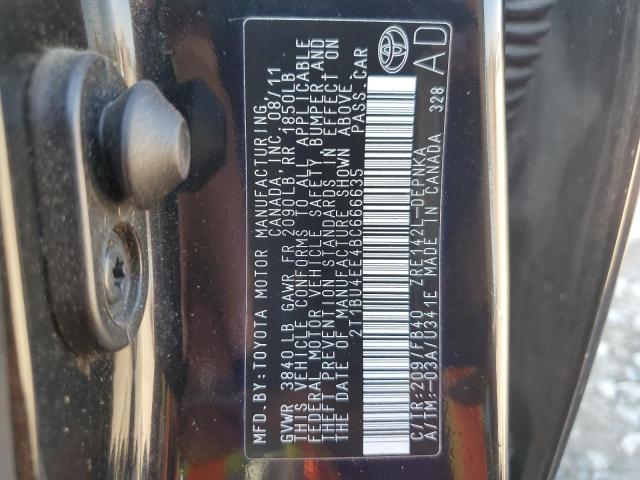 MFD.BY:TOYOTA MOTOR MANUFACTURING
CANADA,INC. 08/11
GVWR 3840LB GAWR FR 2090LB RR 1850LB
THIS VEHICLE CONFORMS TO ALL APPLICABLE
FEDERAL MOTOR VEHICLE SAFETY, BUMPER, AND
THEFT PREVENTION STANDARDS IN EFFECT ON
THE DATE OF MANUFACTURE SHOWN ABOVE.
2T1BU4EE4BC666635 PASS.CAR
C/TR:209/FB40 ZRE142L-DEPNKA
A/TM:-03A/U341E MADE IN CANADA 328
AD